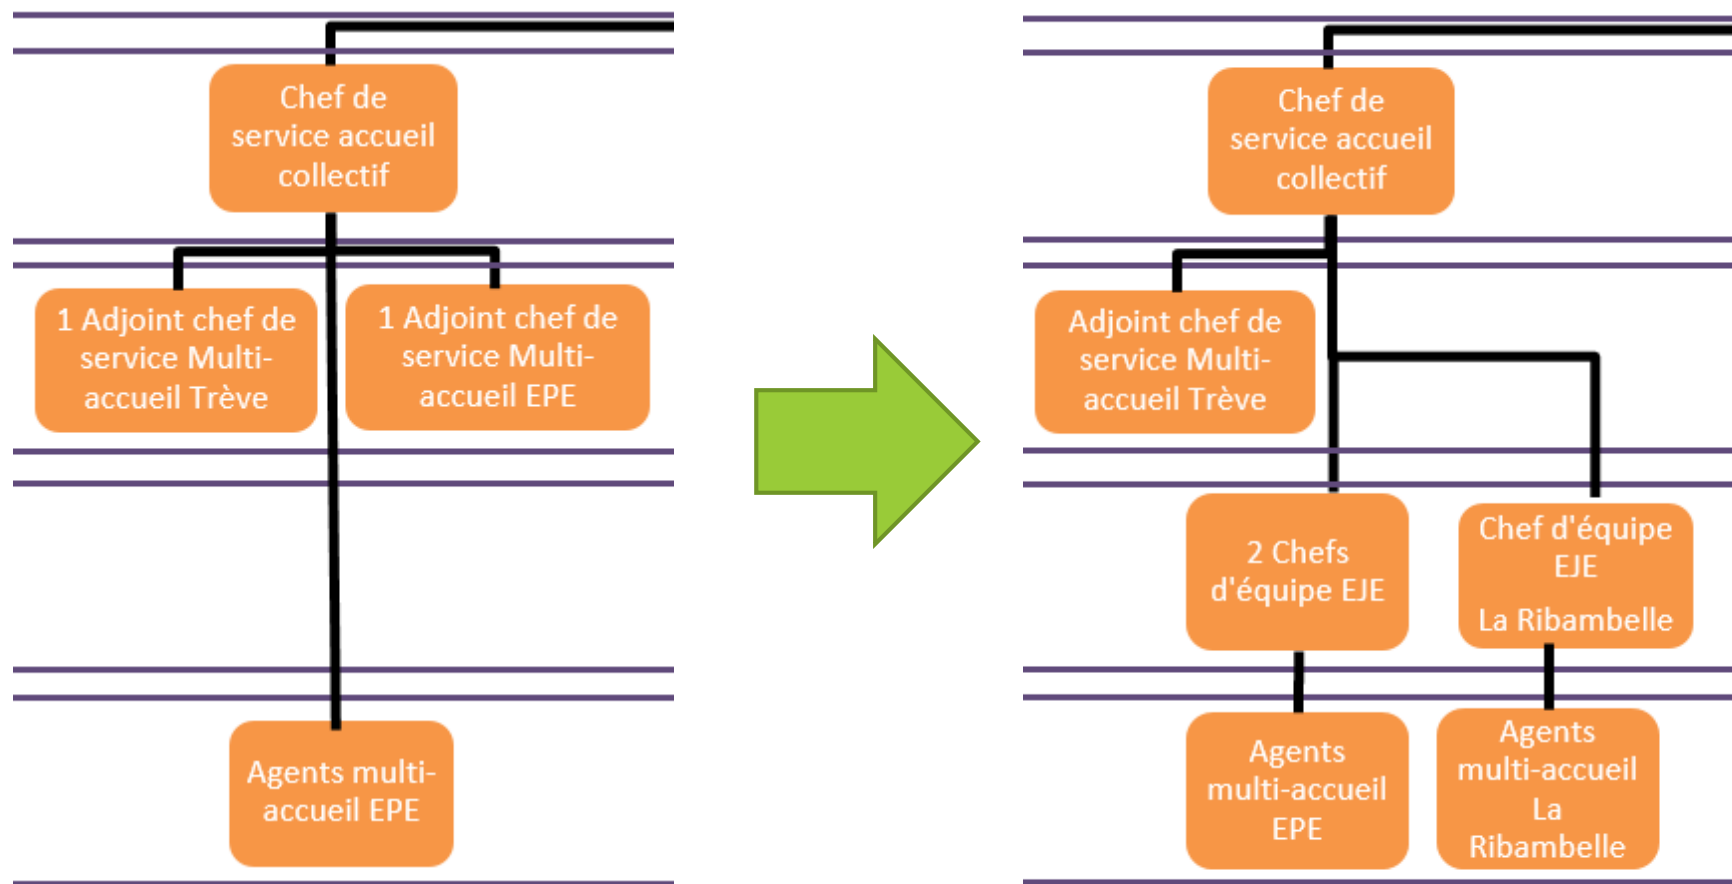 Chef de
service accueil
collectif
1 Adjoint chef de
service Multi-
accueil Trève
1 Adjoint chef de
service Multi-
accueil EPE
Agents multi-
accueil EPE
Chef de
service accueil
collectif
Adjoint chef de
service Multi-
accueil Trève
2 Chefs
d'équipe EJE
Chef d'équipe
EJE
La Ribambelle
Agents
multi-accueil
EPE
Agents
multi-accueil
La
Ribambelle